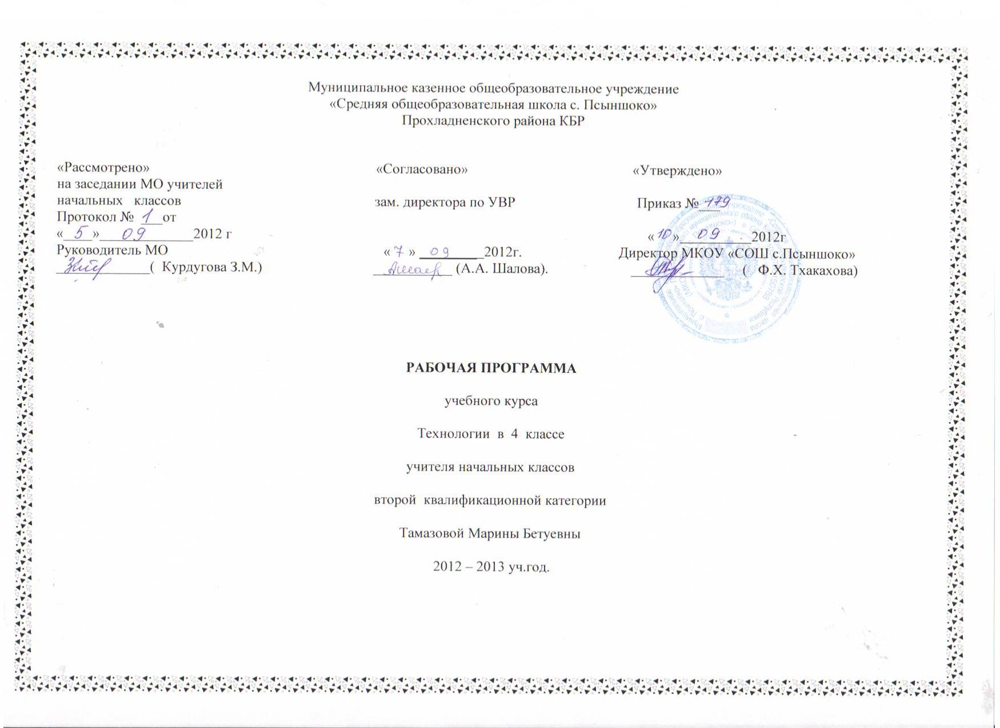 Муниципальное казенное общеобразовательное учреждение
«Средняя общеобразовательная школа с. Псыншоко»
Прохладненского района КБР
«Рассмотрено»
на заседании МО учителей
начальных классов
Протокол № 1 от
« 5 » 09 2012 г
Руководитель МО
( Курдугова З.М.)
«Согласовано»
зам. директора по УВР
« 7 » 09 2012г.
(А.А. Шалова).
«Утверждено»
Приказ № 179
« 10 » 09 2012г
Директор МКОУ «СОШ с.Псыншоко»
( Ф.Х. Тхакахова)
РАБОЧАЯ ПРОГРАММА
учебного курса
Технологии в 4 классе
учителя начальных классов
второй квалификационной категории
Тамазовой Марины Бетуевны
2012 – 2013 уч.год.